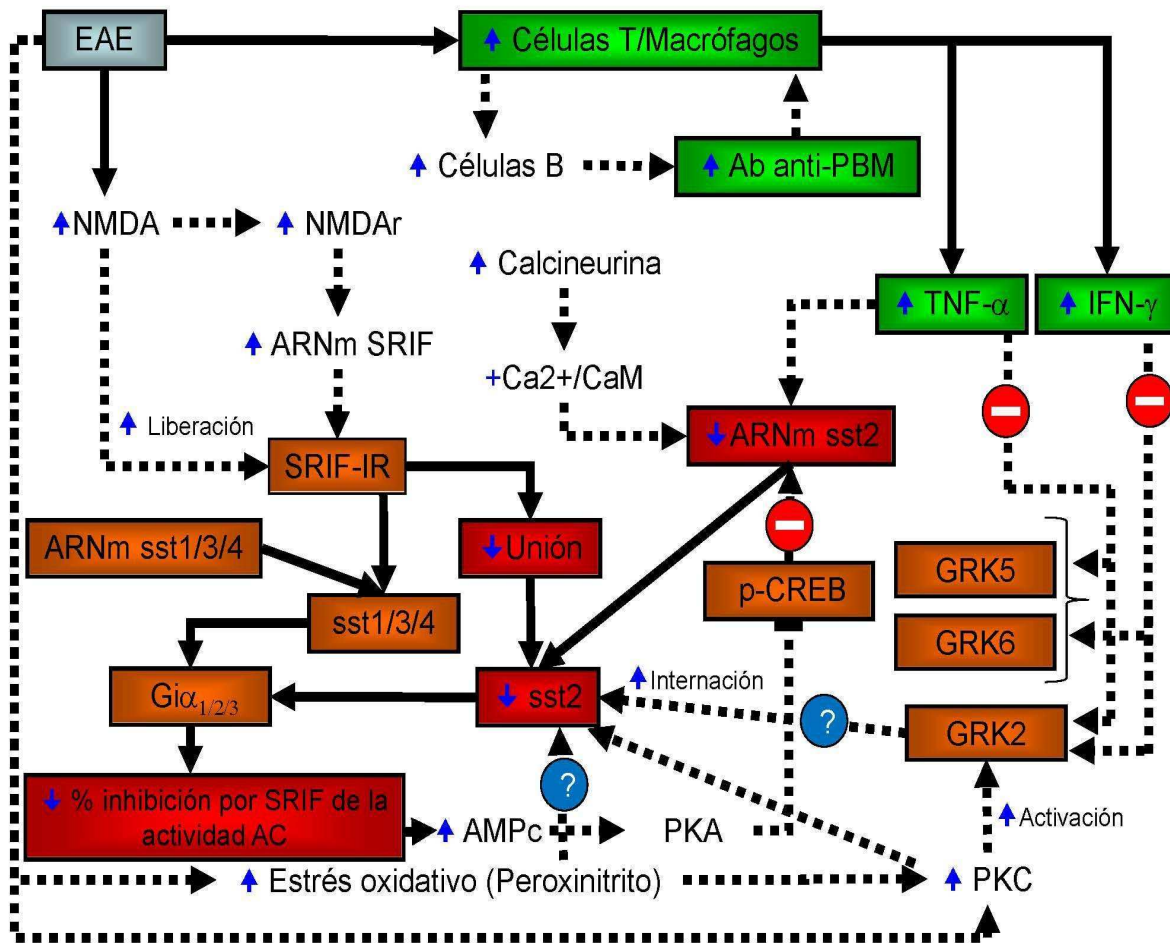 EAE
Células T/Macrófagos
Células B
Ab anti-PBM
NMDA
NMDAr
Calcineurina
TNF-α
IFN-γ
ARNm SRIF
+Ca2+/CaM
Liberación
ARNm sst2
SRIF-IR
ARNm sst1/3/4
Unión
GRK5
p-CREB
sst1/3/4
GRK6
Internación
Giα1/2/3
sst2
?
GRK2
?
% inhibición por SRIF de la
actividad AC
AMPc
PKA
Activación
Estrés oxidativo (Peroxinitrito)
PKC